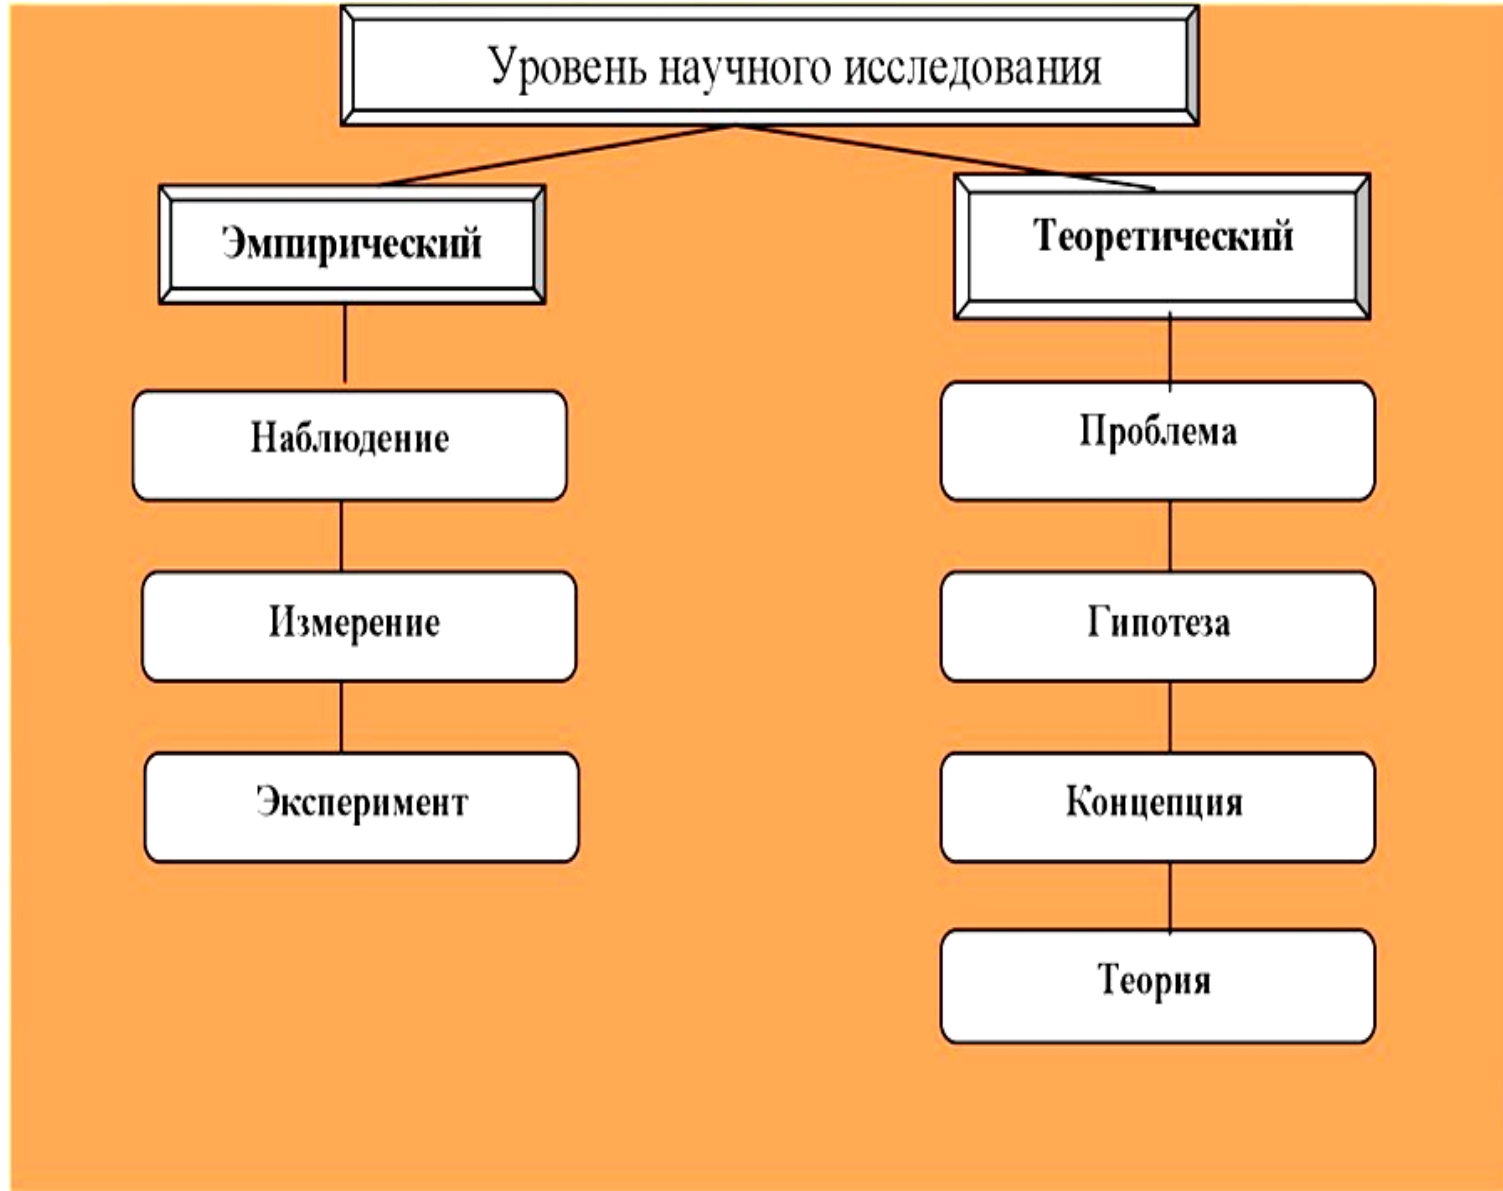 Уровень научного исследования
Эмпирический
Теоретический
Наблюдение
Проблема
Измерение
Гипотеза
Эксперимент
Концепция
Теория